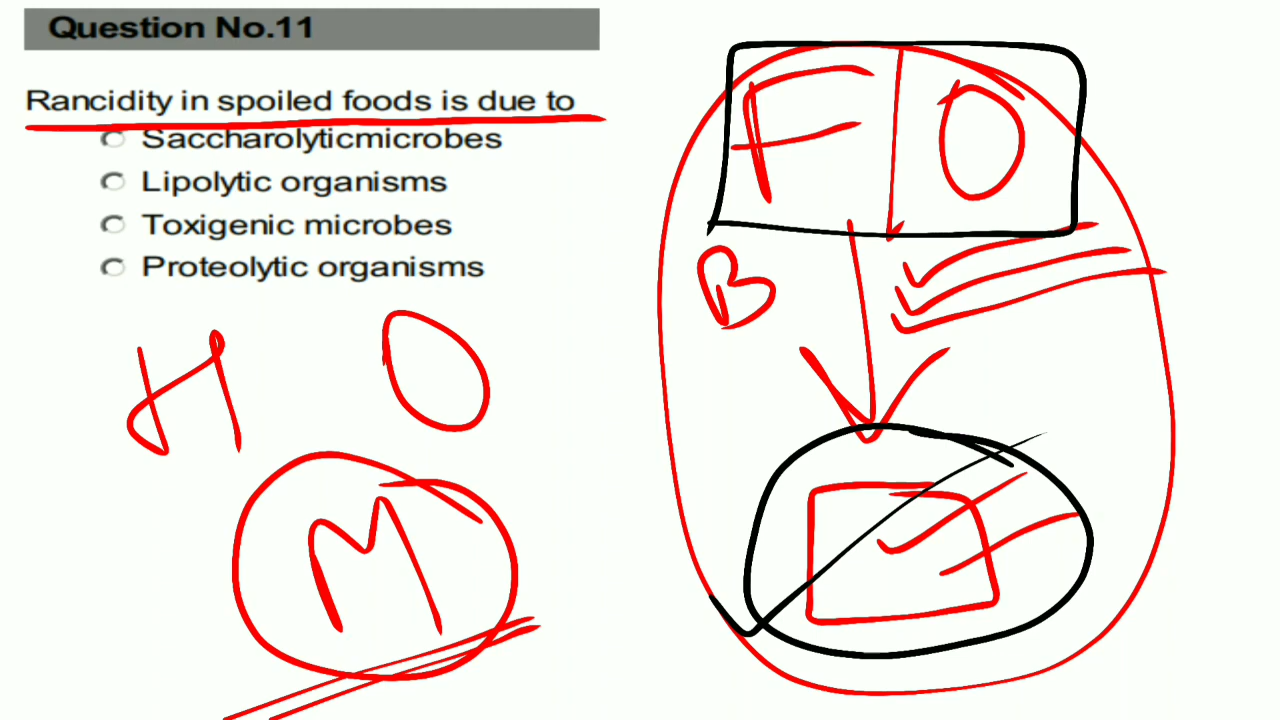 Question No.11
Rancidity in spoiled foods is due to
Saccharolyticmicrobes
Lipolytic organisms
Toxigenic microbes
Proteolytic organisms
F O
B
H O
M